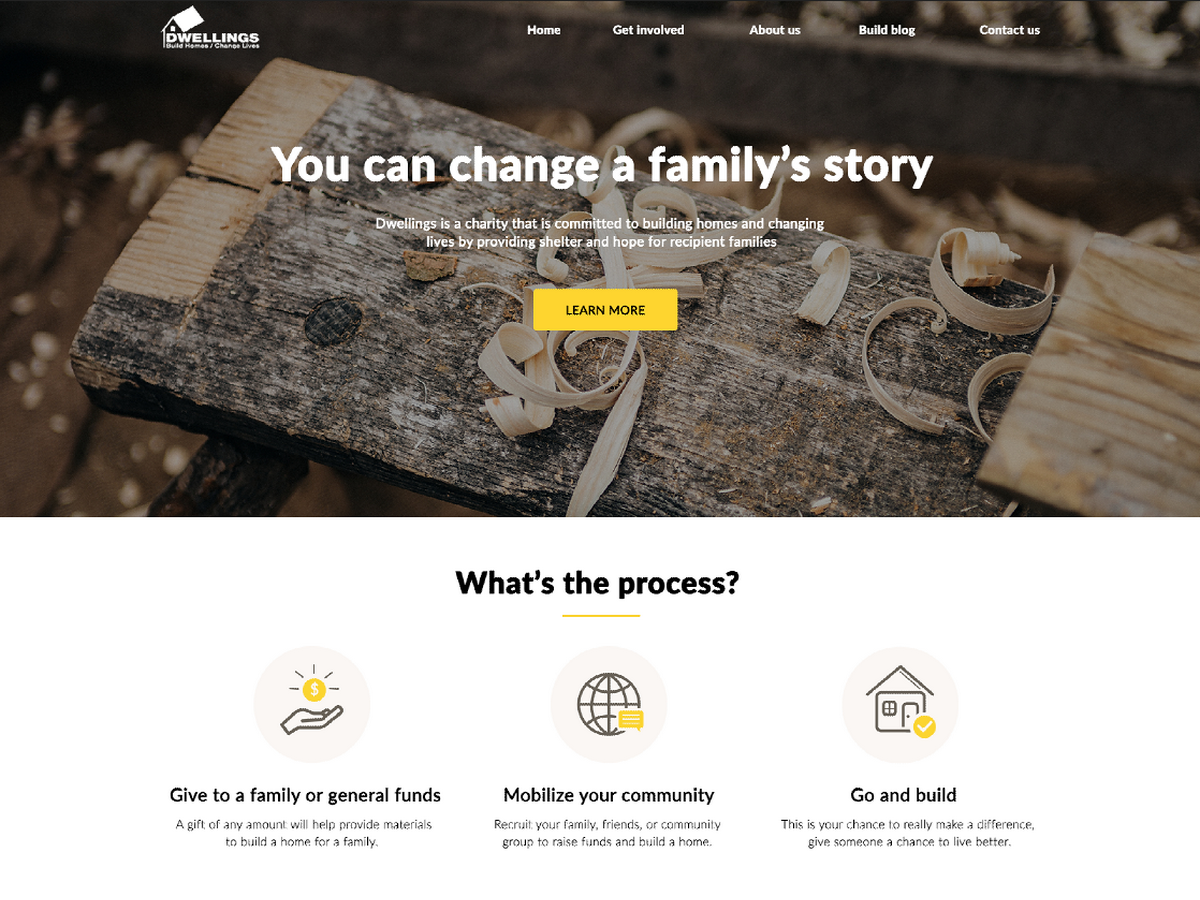 DWELLINGS
Build Homes / Change Lives
Home Get involved About us Build blog Contact us
You can change a family’s story
Dwellings is a charity that is committed to building homes and changing
lives by providing shelter and hope for recipient families
LEARN MORE
What’s the process?
$
Give to a family or general funds
A gift of any amount will help provide materials
to build a home for a family.
Mobilize your community
Recruit your family, friends, or community
group to raise funds and build a home.
Go and build
This is your chance to really make a difference,
give someone a chance to live better.